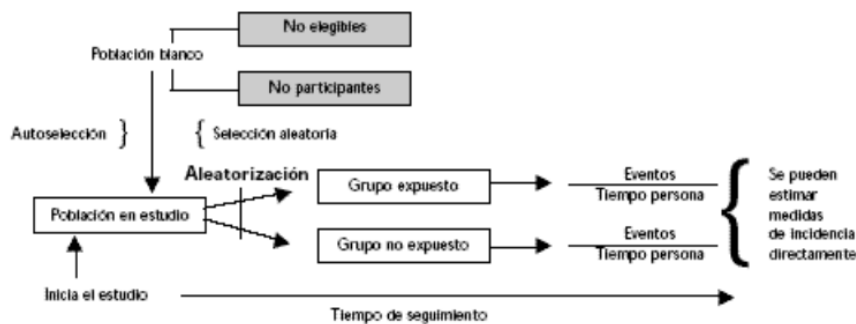 No elegibles
Población blanco
No participantes
Autoselección } { Selección aleatoria
Aleatorización
Grupo expuesto
Eventos
Tiempo persona
Población en estudio
Grupo no expuesto
Eventos
Tiempo persona
{ Se pueden
estimar
medidas
de incidencia
directamente
Inicia el estudio
Tiempo de seguimiento